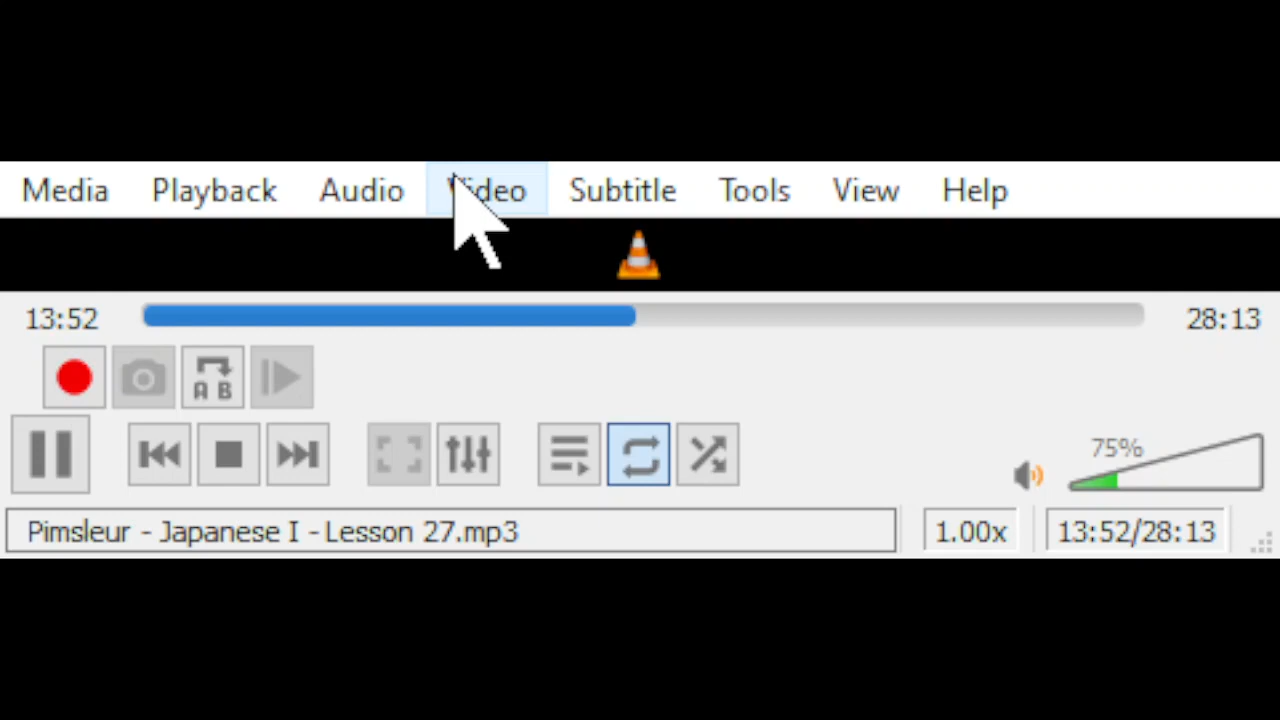 Media Playback Audio Video Subtitle Tools View Help
13:52 28:13
A B
75%
Pimsleur - Japanese I - Lesson 27.mp3 1.00x 13:52/28:13